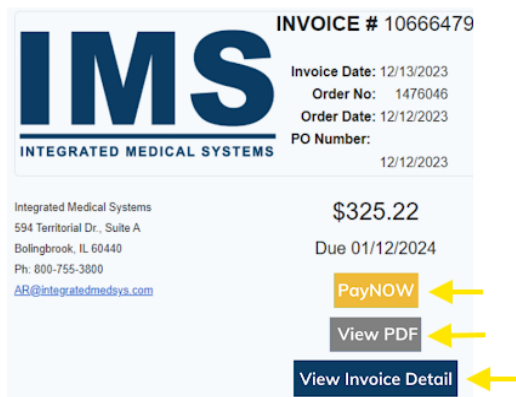 IMS
INTEGRATED MEDICAL SYSTEMS
INVOICE # 10666479
Invoice Date: 12/13/2023
Order No: 1476046
Order Date: 12/12/2023
PO Number:
12/12/2023
Integrated Medical Systems
594 Territorial Dr., Suite A
Bolingbrook, IL 60440
Ph: 800-755-3800
AR@integratedmedsys.com
$325.22
Due 01/12/2024
PayNOW
View PDF
View Invoice Detail